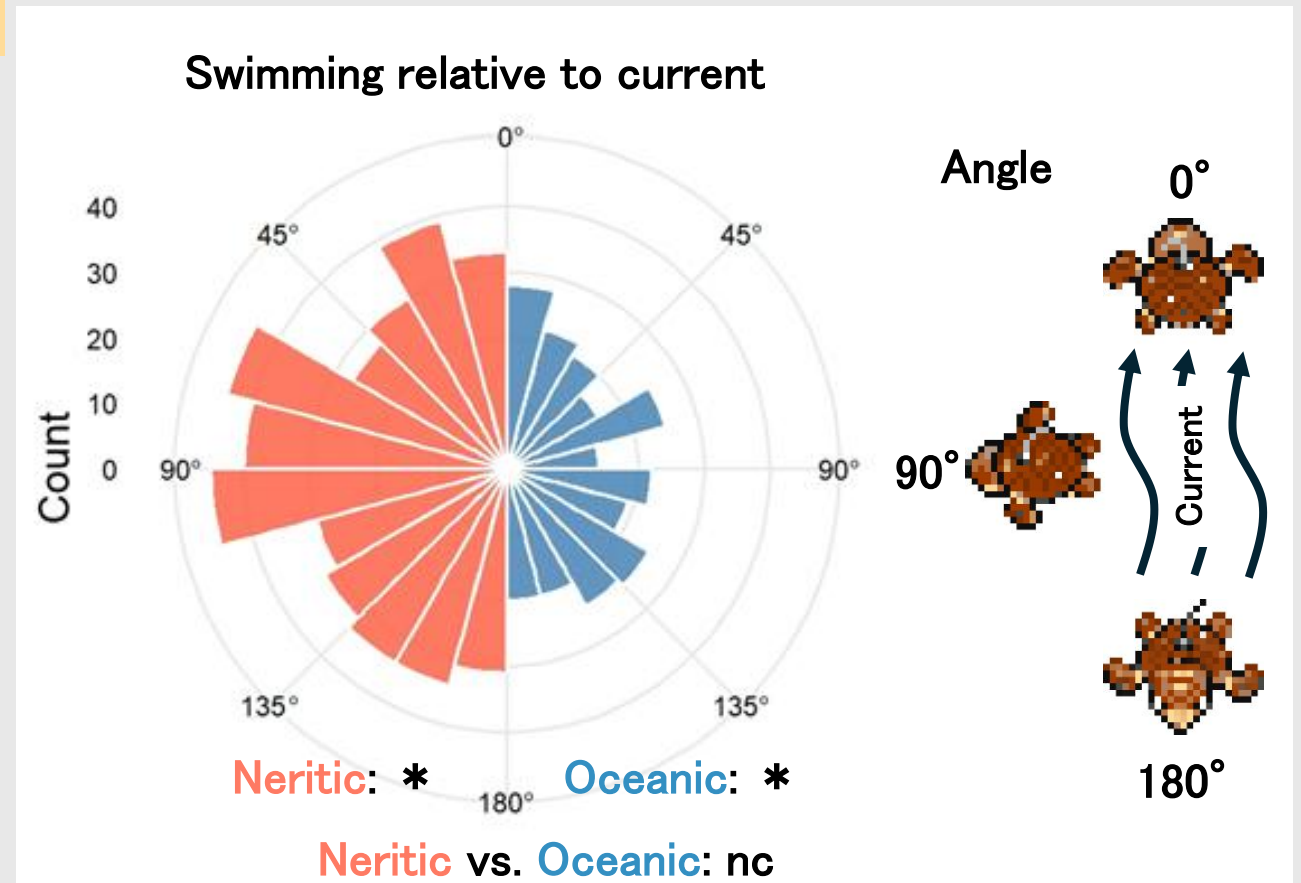 Swimming relative to current
0°
45°
45°
90°
90°
135°
135°
180°
Count
40
30
20
10
0
Neritic: *
Oceanic: *
Neritic vs. Oceanic: nc
Angle
0°
90°
Current
180°